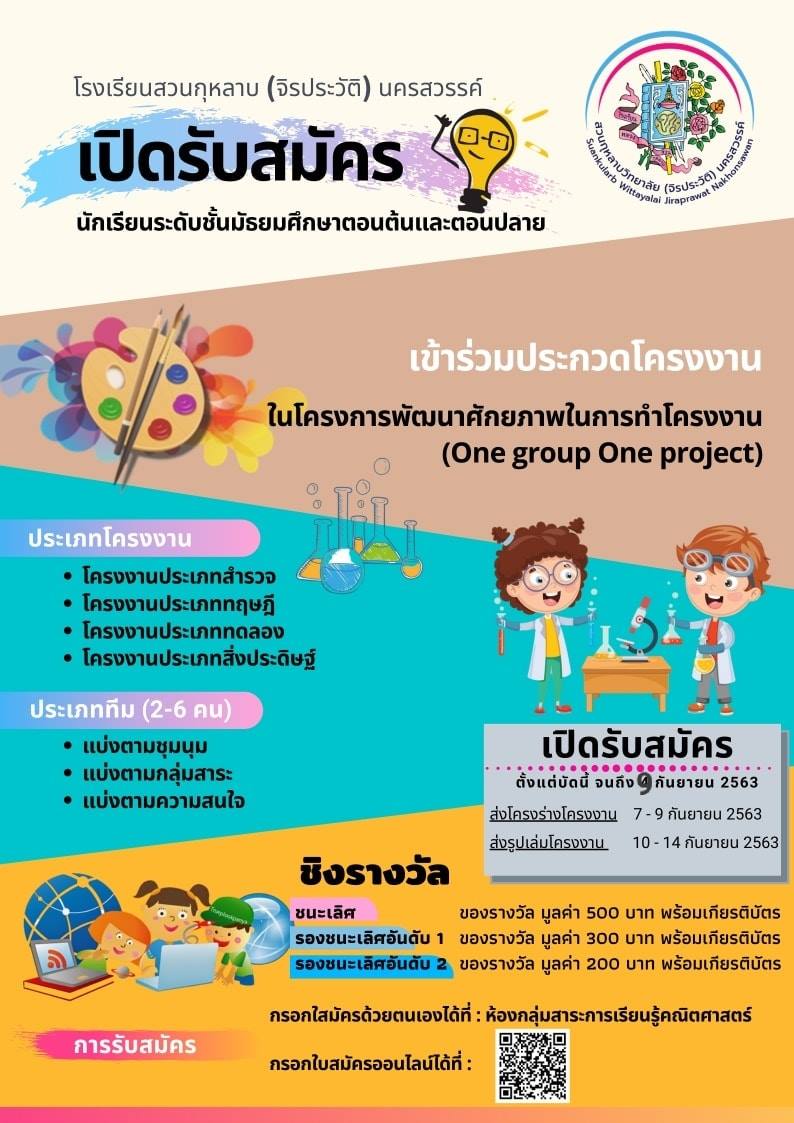 โรงเรียนสวนกุหลาบ (จิรประวัติ) นครสวรรค์
เปิดรับสมัคร
นักเรียนระดับชั้นมัธยมศึกษาตอนต้นและตอนปลาย
สวนกุหลาบวิทยาลัย (จิรประวัติ) นครสวรรค์
Suankularb Wittayalai Jiraprawat Nakhonsawan
เข้าร่วมประกวดโครงงาน
ในโครงการพัฒนาศักยภาพในการทำโครงงาน
(One group One project)
ประเภทโครงงาน
• โครงงานประเภทสำรวจ
• โครงงานประเภททฤษฎี
• โครงงานประเภททดลอง
• โครงงานประเภทสิ่งประดิษฐ์
ประเภททีม (2-6 คน)
• แบ่งตามชุมนุม
• แบ่งตามกลุ่มสาระ
• แบ่งตามความสนใจ
เปิดรับสมัคร
ตั้งแต่บัดนี้ จนถึง 9 กันยายน 2563
ส่งโครงร่างโครงงาน 7 - 9 กันยายน 2563
ส่งรูปเล่มโครงงาน 10 - 14 กันยายน 2563
ชิงรางวัล
ชนะเลิศ ของรางวัล มูลค่า 500 บาท พร้อมเกียรติบัตร
รองชนะเลิศอันดับ 1 ของรางวัล มูลค่า 300 บาท พร้อมเกียรติบัตร
รองชนะเลิศอันดับ 2 ของรางวัล มูลค่า 200 บาท พร้อมเกียรติบัตร
การรับสมัคร
กรอกใสมัครด้วยตนเองได้ที่ : ห้องกลุ่มสาระการเรียนรู้คณิตศาสตร์
กรอกใบสมัครออนไลน์ได้ที่ :